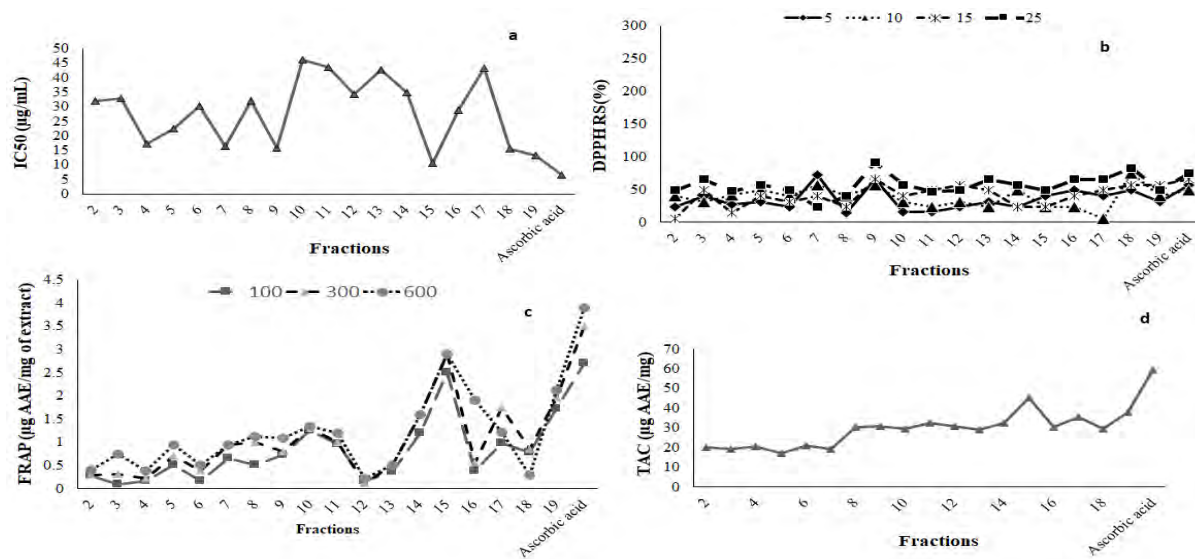 a
IC50 (µg/mL)
50
45
40
35
30
25
20
15
10
5
0
2 3 4 5 6 7 8 9 10 11 12 13 14 15 16 17 18 19 Ascorbic acid
Fractions
5 10 15 25
b
DPPHRS(%)
300
250
200
150
100
50
0
2 3 4 5 6 7 8 9 10 11 12 13 14 15 16 17 18 19 Ascorbic acid
Fractions
100 300 600
c
FRAP (µg AAE/mg of extract)
4.5
4
3.5
3
2.5
2
1.5
1
0.5
0
2 3 4 5 6 7 8 9 10 11 12 13 14 15 16 17 18 19 Ascorbic acid
Fractions
d
TAC (µg AAE/mg)
70
60
50
40
30
20
10
0
2 4 6 8 10 12 14 16 18 Ascorbic acid
Fractions